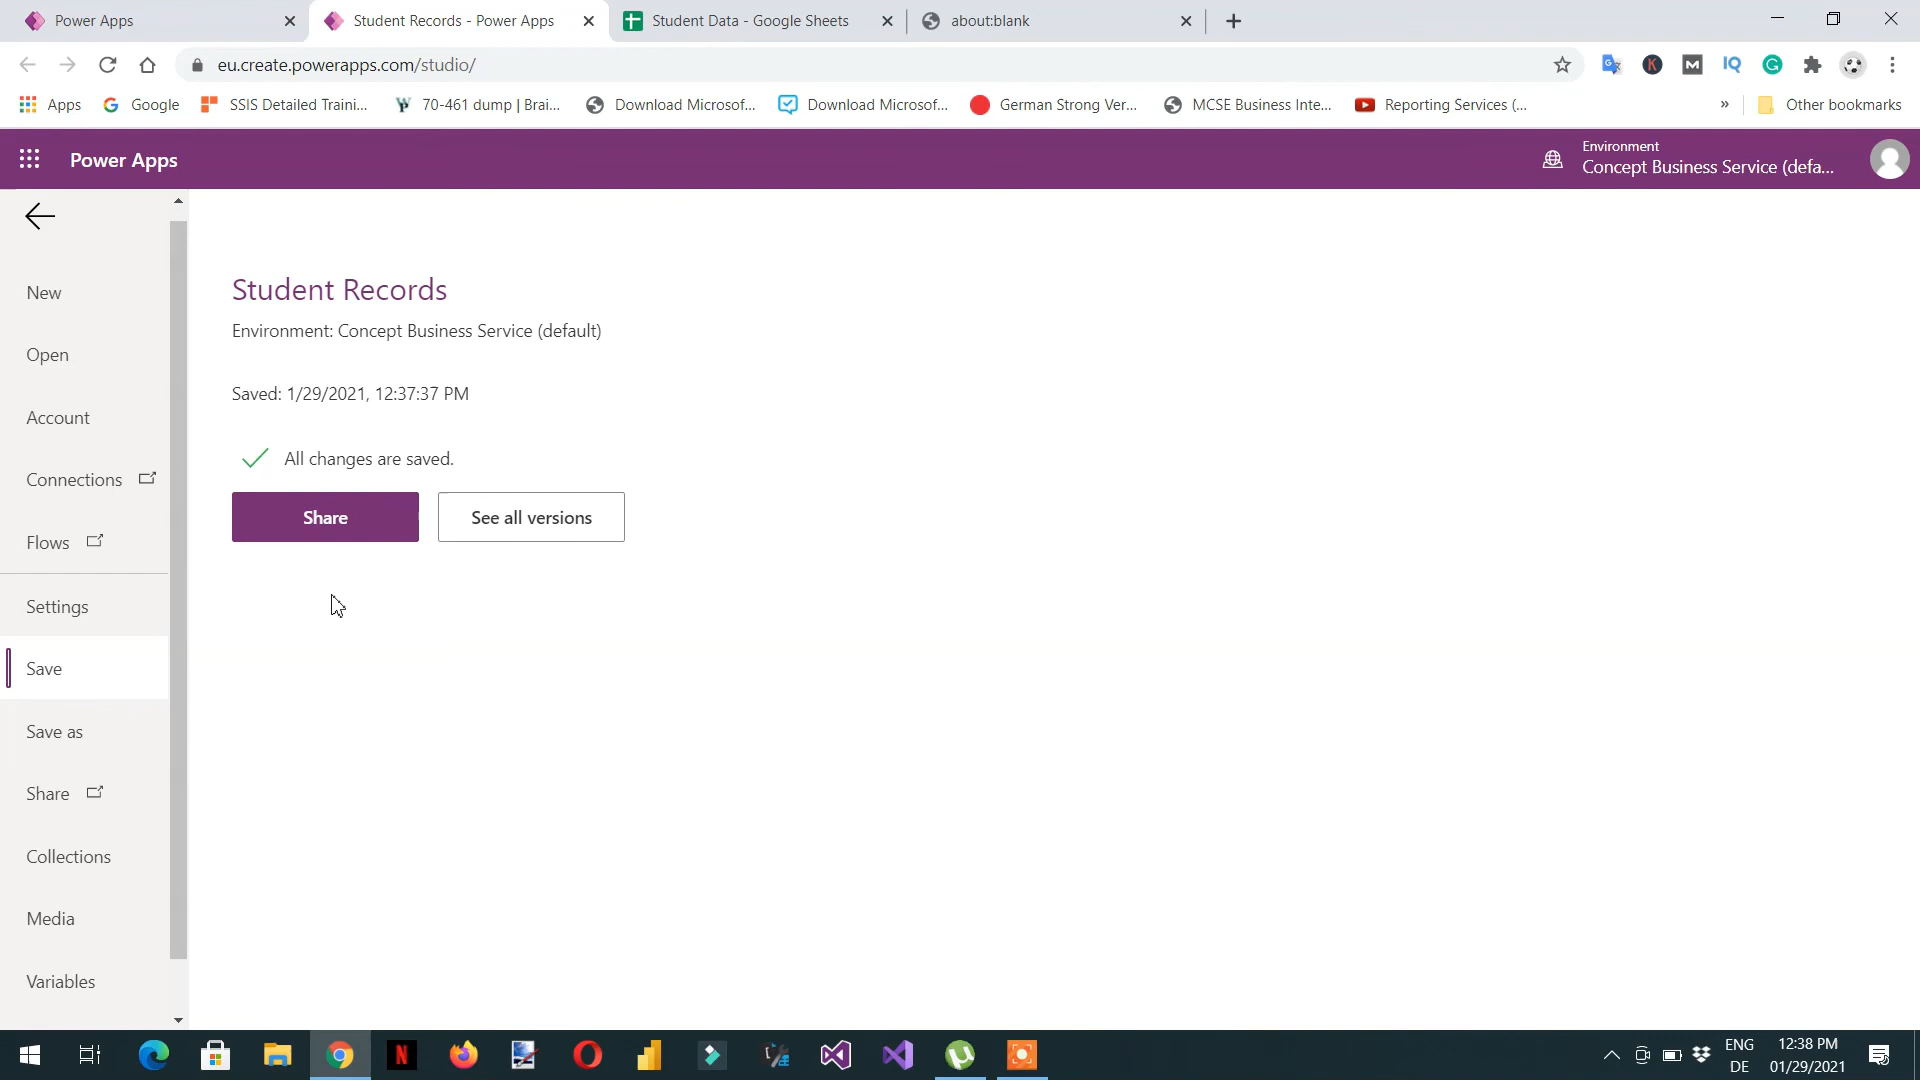 Power Apps
Student Records - Power Apps
Student Data - Google Sheets
about:blank
eu.create.powerapps.com/studio/
Apps
Google
SSIS Detailed Traini...
70-461 dump | Brai...
Download Microsof...
Download Microsof...
German Strong Ver...
MCSE Business Inte...
Reporting Services (...
»
Other bookmarks
Power Apps
Environment
Concept Business Service (defa...
New
Open
Account
Connections
Flows
Settings
Save
Save as
Share
Collections
Media
Variables
Student Records
Environment: Concept Business Service (default)
Saved: 1/29/2021, 12:37:37 PM
All changes are saved.
Share
See all versions
ENG
DE
12:38 PM
01/29/2021